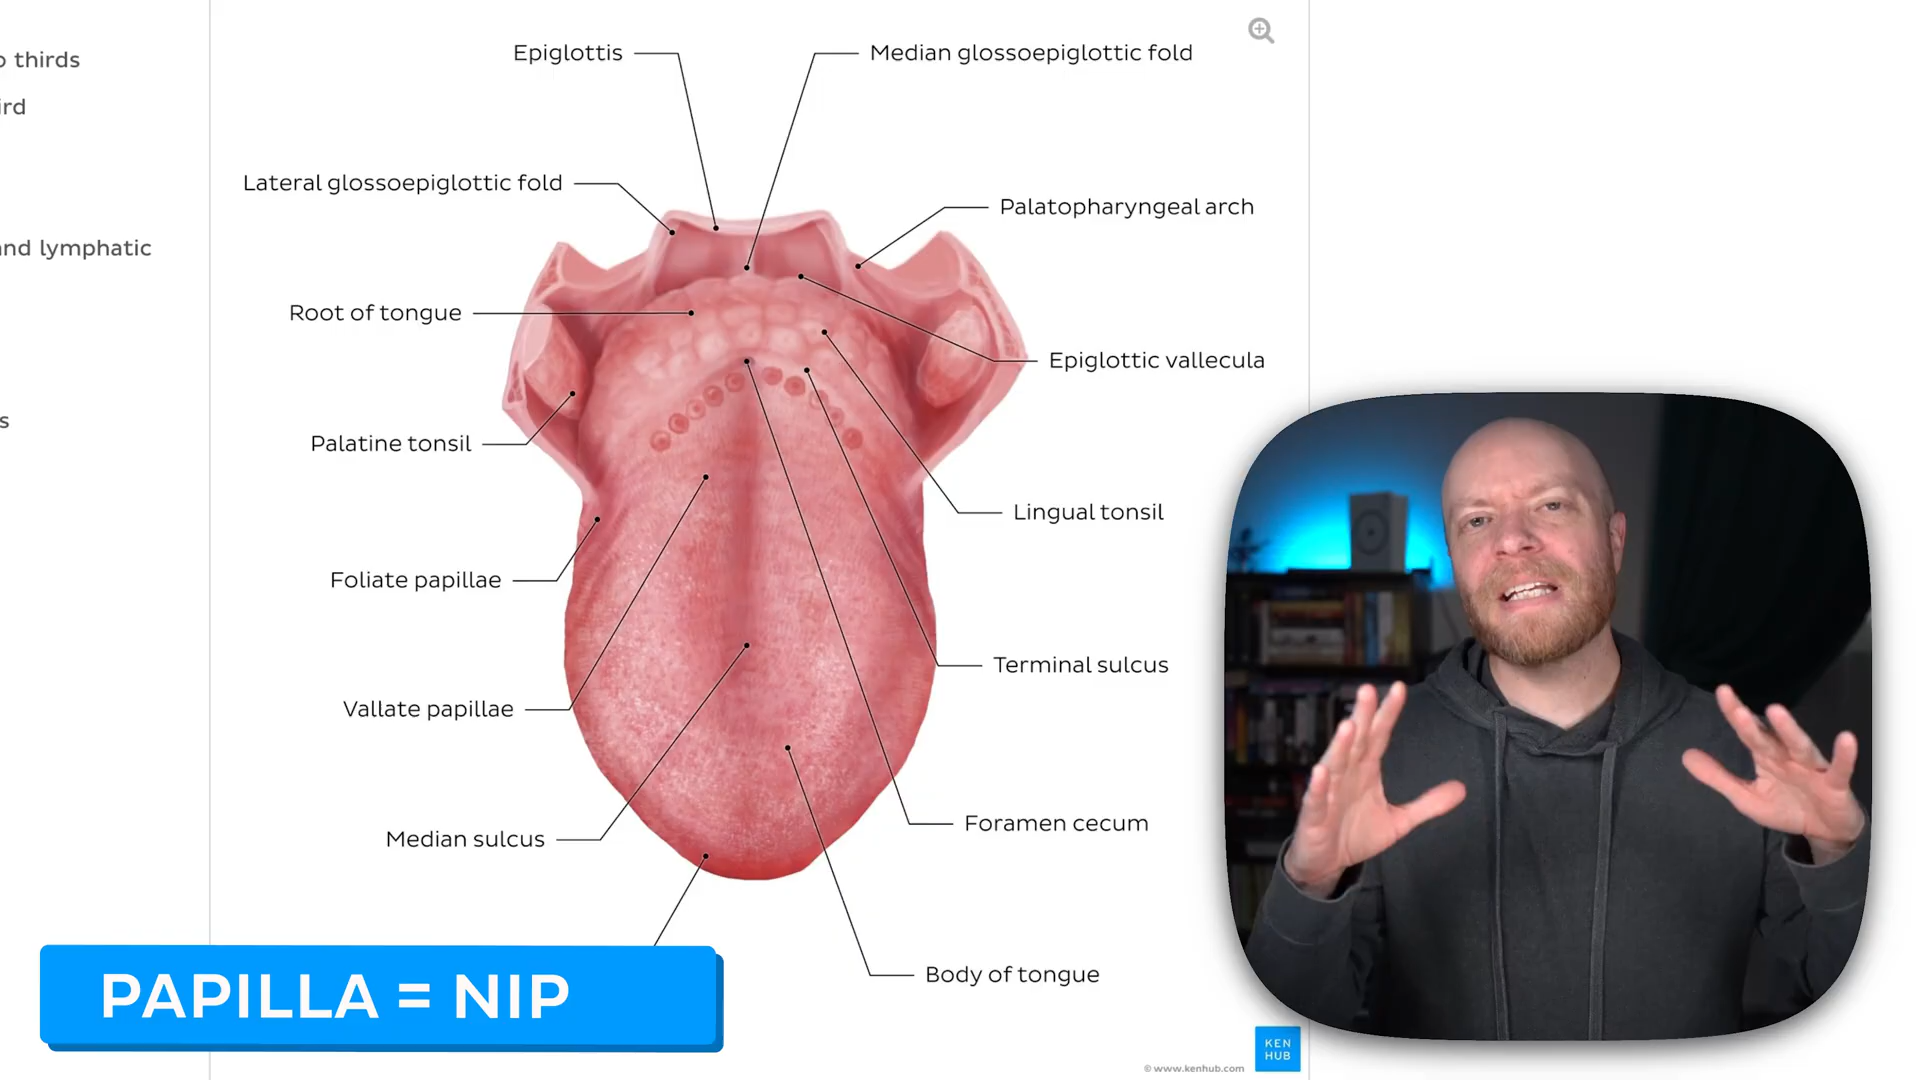 o thirds
ird
and lymphatic
s
Epiglottis
Median glossoepiglottic fold
Lateral glossoepiglottic fold
Palatopharyngeal arch
Root of tongue
Epiglottic vallecula
Palatine tonsil
Lingual tonsil
Foliate papillae
Terminal sulcus
Vallate papillae
Foramen cecum
Median sulcus
Body of tongue
PAPILLA = NIP
KEN
HUB
© www.kenhub.com